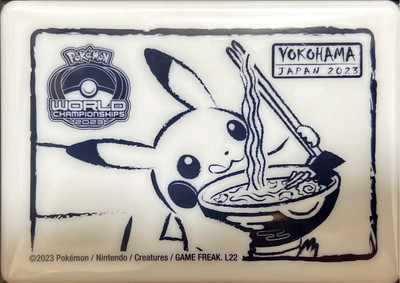 POKÉMON
WORLD
CHAMPIONSHIPS
2023
YOKOHAMA
JAPAN 2023
©2023 Pokémon / Nintendo / Creatures / GAME FREAK. L22